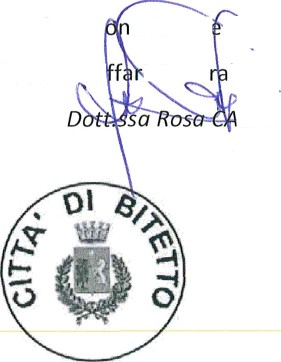 on e
ffar ra
Dott.ssa Rosa CA
CITTA' DI BITETTO